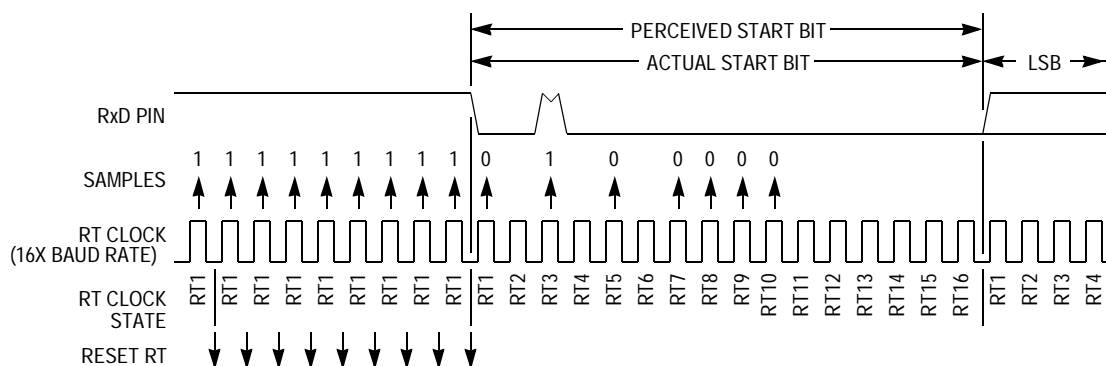 PERCEIVED START BIT
ACTUAL START BIT
LSB
RxD PIN
SAMPLES
1 1 1 1 1 1 1 1 1 0 1 0 0 0 0 0
RT CLOCK
(16X BAUD RATE)
RT CLOCK
STATE
RT1 RT1 RT1 RT1 RT1 RT1 RT1 RT1 RT1 RT1 RT2 RT3 RT4 RT5 RT6 RT7 RT8 RT9 RT10 RT11 RT12 RT13 RT14 RT15 RT16 RT1 RT2 RT3 RT4
RESET RT